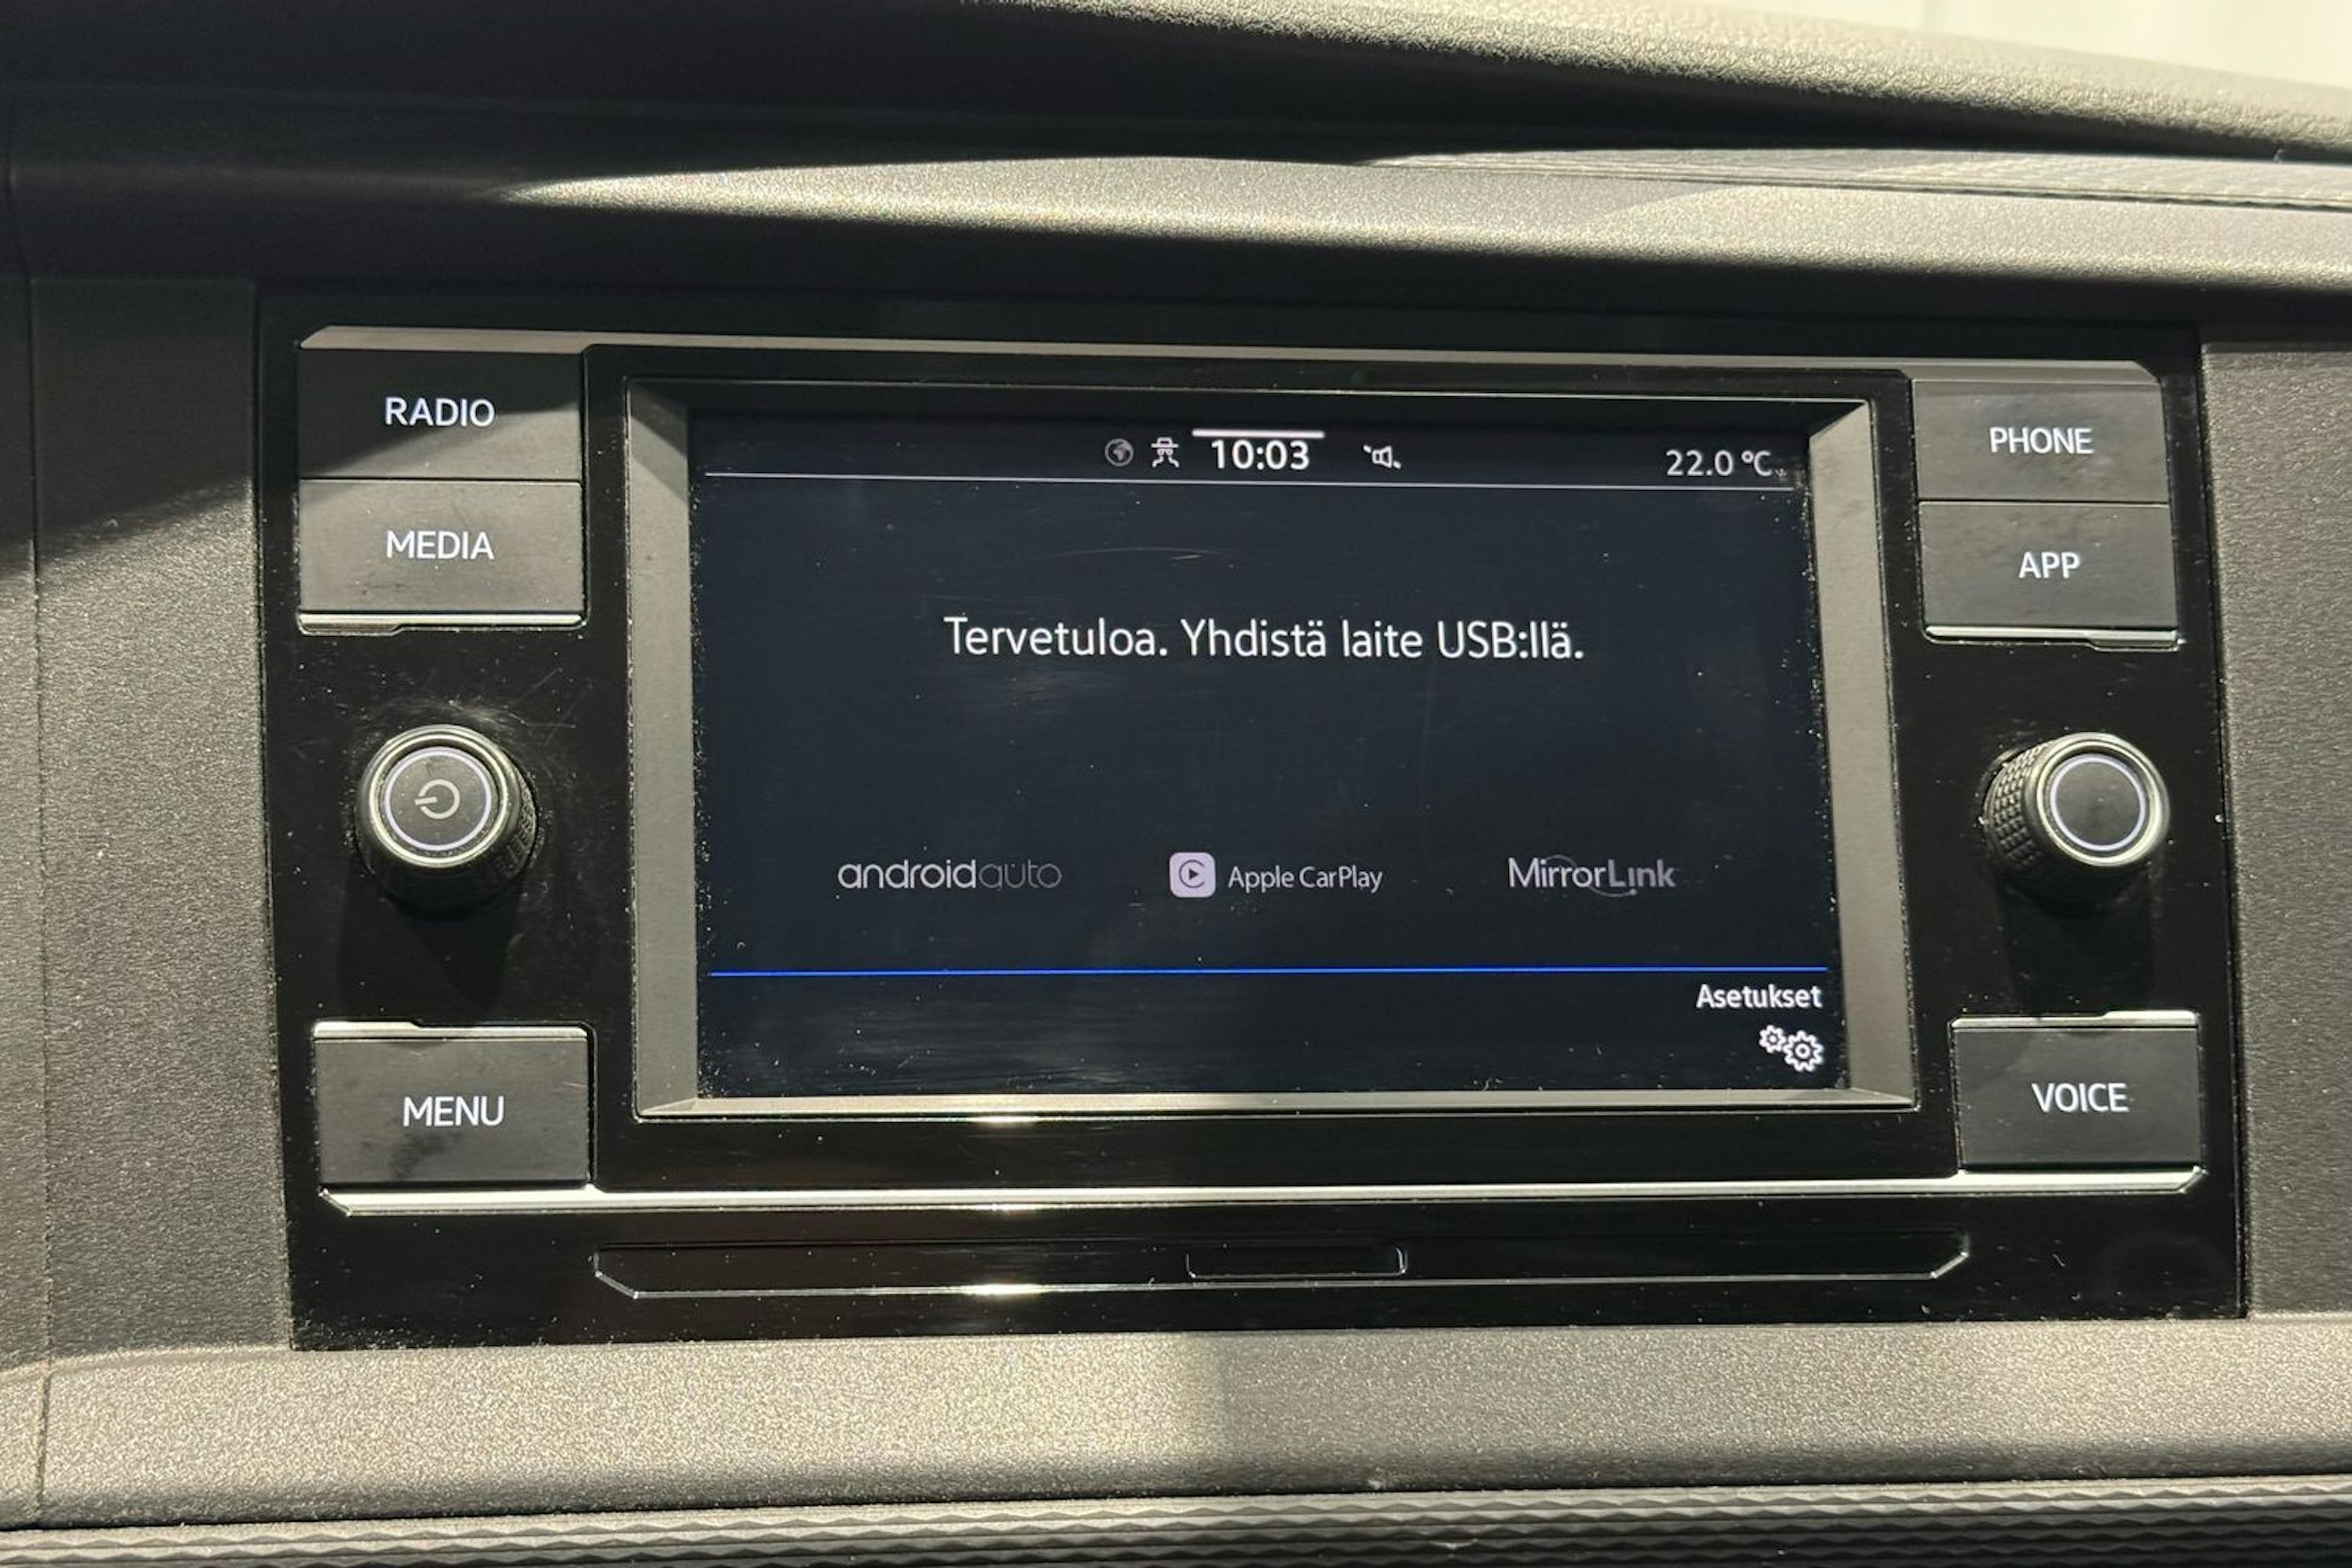 RADIO
MEDIA
MENU
10:03
22.0 °C
Tervetuloa. Yhdistä laite USB:llä.
androidauto
Apple CarPlay
MirrorLink
Asetukset
PHONE
APP
VOICE